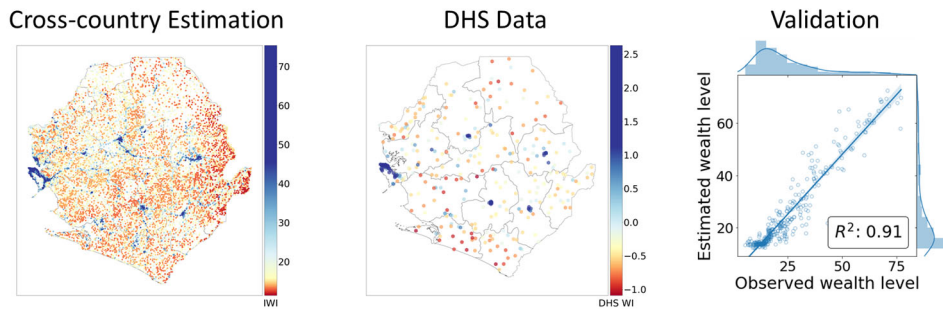 Cross-country Estimation
DHS Data
Validation
70
60
50
40
30
20
IWI
2.5
2.0
1.5
1.0
0.5
0.0
−0.5
−1.0
DHS WI
Estimated wealth level
60
40
20
R²: 0.91
25
50
75
Observed wealth level